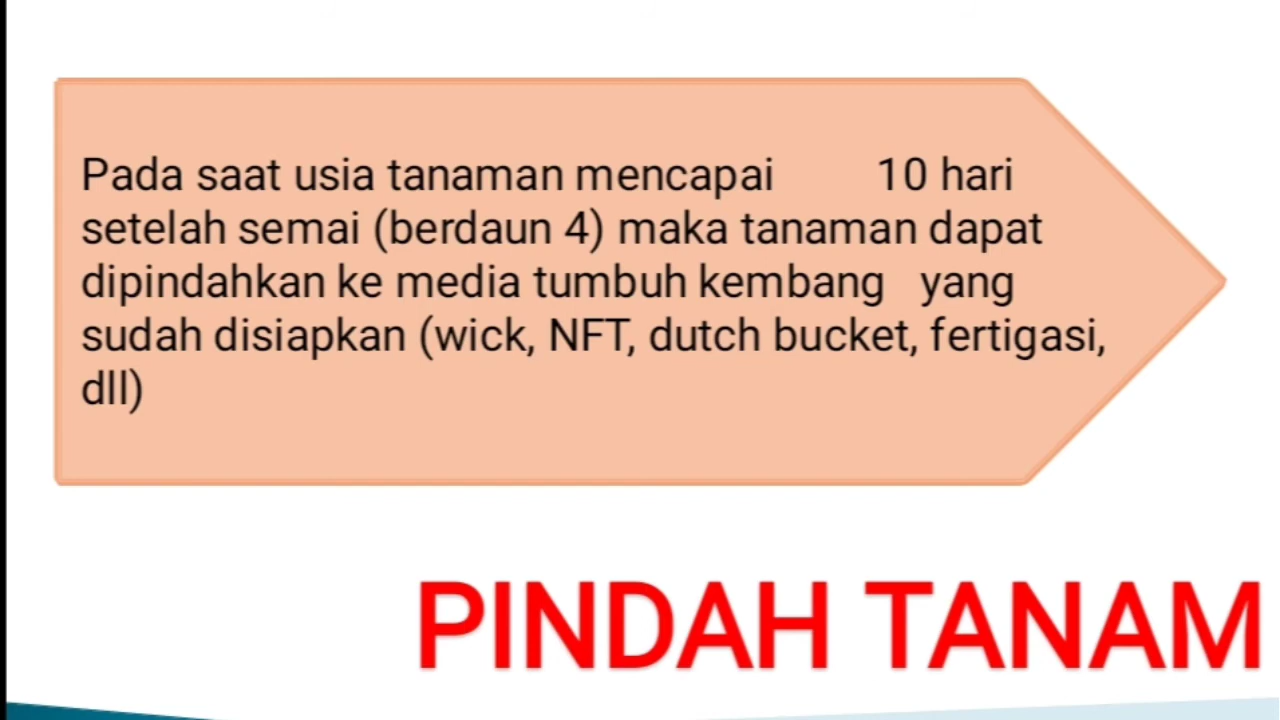 Pada saat usia tanaman mencapai 10 hari
setelah semai (berdaun 4) maka tanaman dapat
dipindahkan ke media tumbuh kembang yang
sudah disiapkan (wick, NFT, dutch bucket, fertigasi,
dll)
PINDAH TANAM